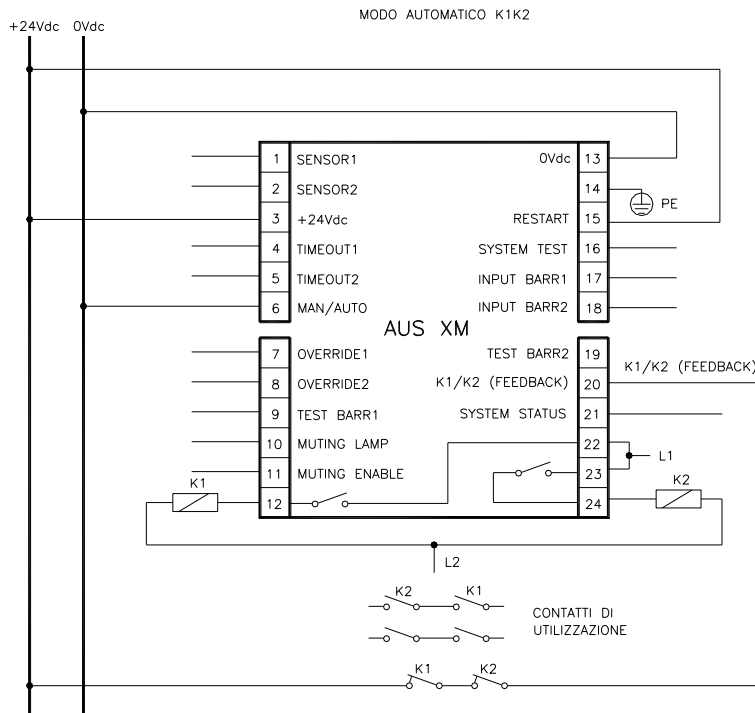 MODO AUTOMATICO K1K2
+24Vdc 0Vdc
1 SENSOR1
2 SENSOR2
3 +24Vdc
4 TIMEOUT1
5 TIMEOUT2
6 MAN/AUTO
0Vdc 13
14 PE
RESTART 15
SYSTEM TEST 16
INPUT BARR1 17
INPUT BARR2 18
AUS XM
7 OVERRIDE1
8 OVERRIDE2
9 TEST BARR1
10 MUTING LAMP
11 MUTING ENABLE
12
TEST BARR2 19
K1/K2 (FEEDBACK) 20
K1/K2 (FEEDBACK)
SYSTEM STATUS 21
22
23
24
L1
K1
K2
L2
K2 K1
CONTATTI DI
UTILIZZAZIONE
K1 K2